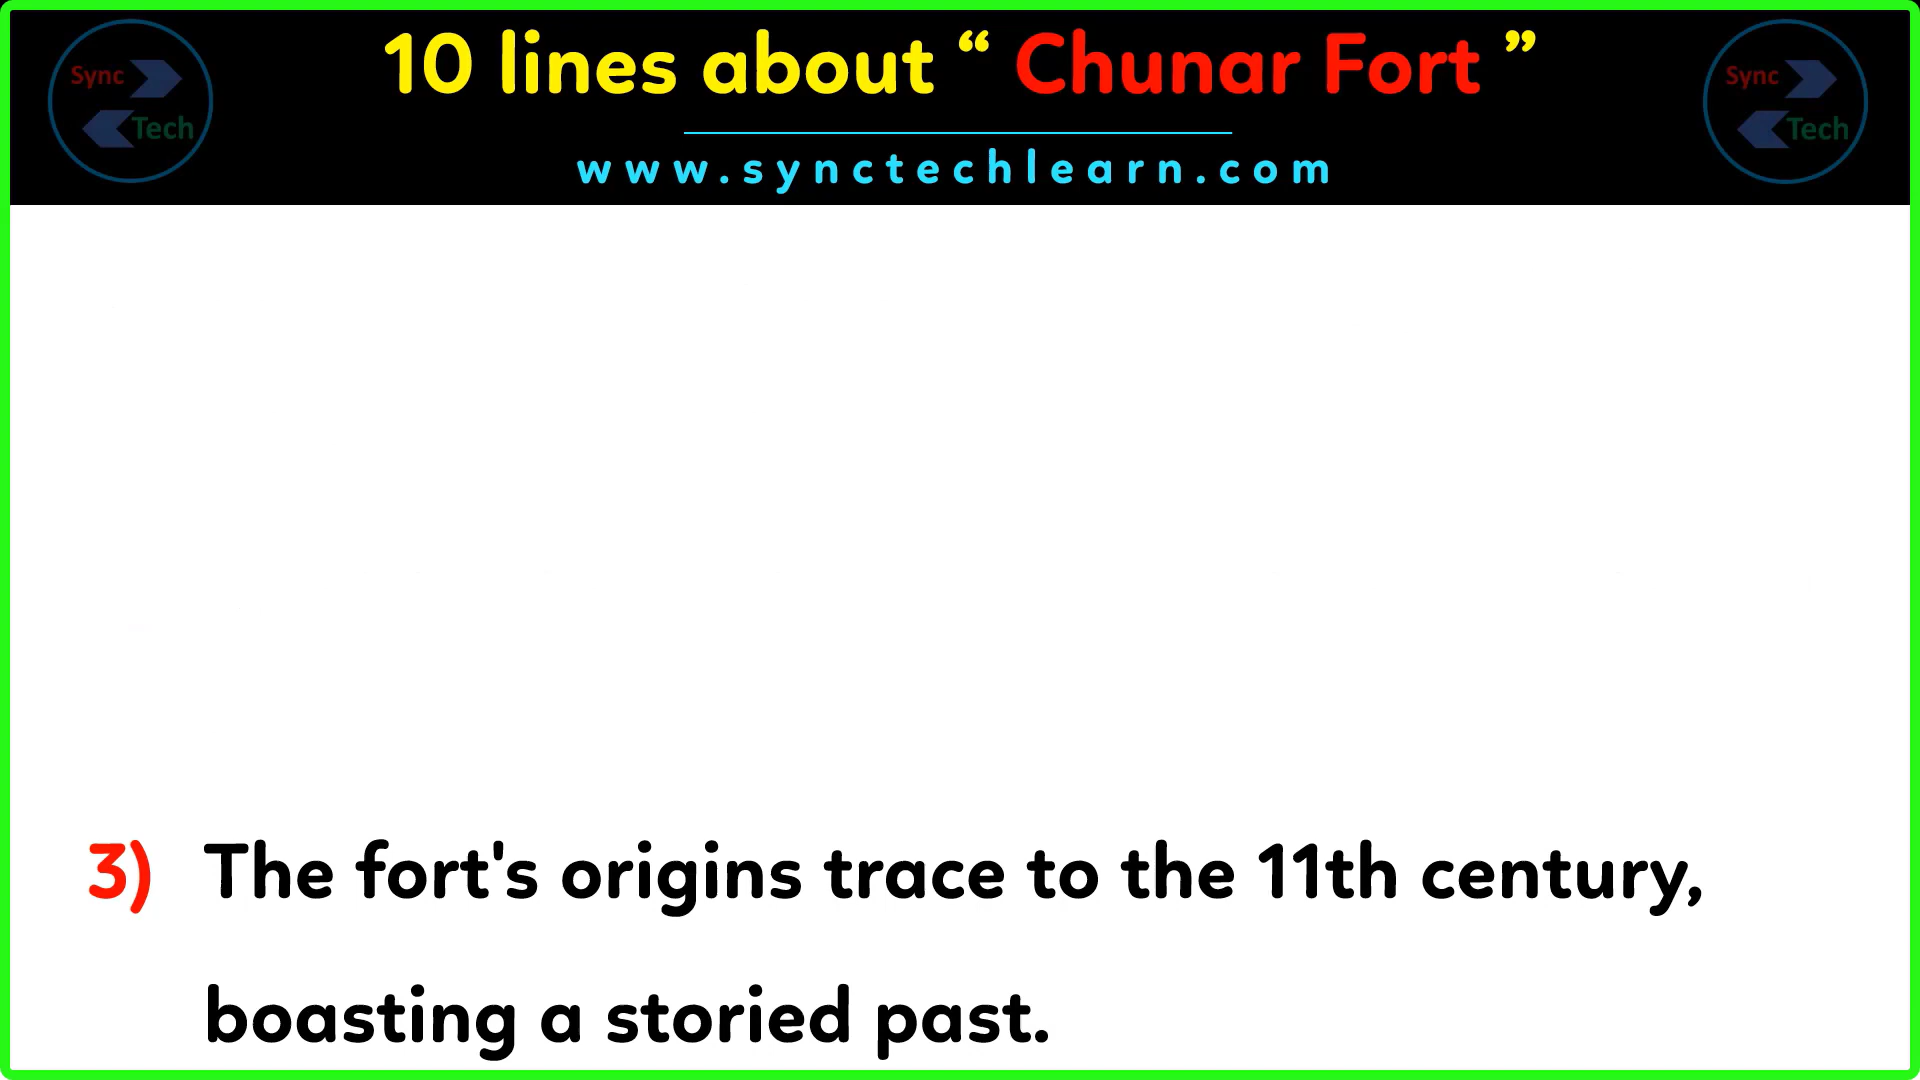 Sync
Tech
10 lines about “ Chunar Fort ”
Sync
Tech
www.synctechlearn.com
3) The fort's origins trace to the 11th century,
boasting a storied past.